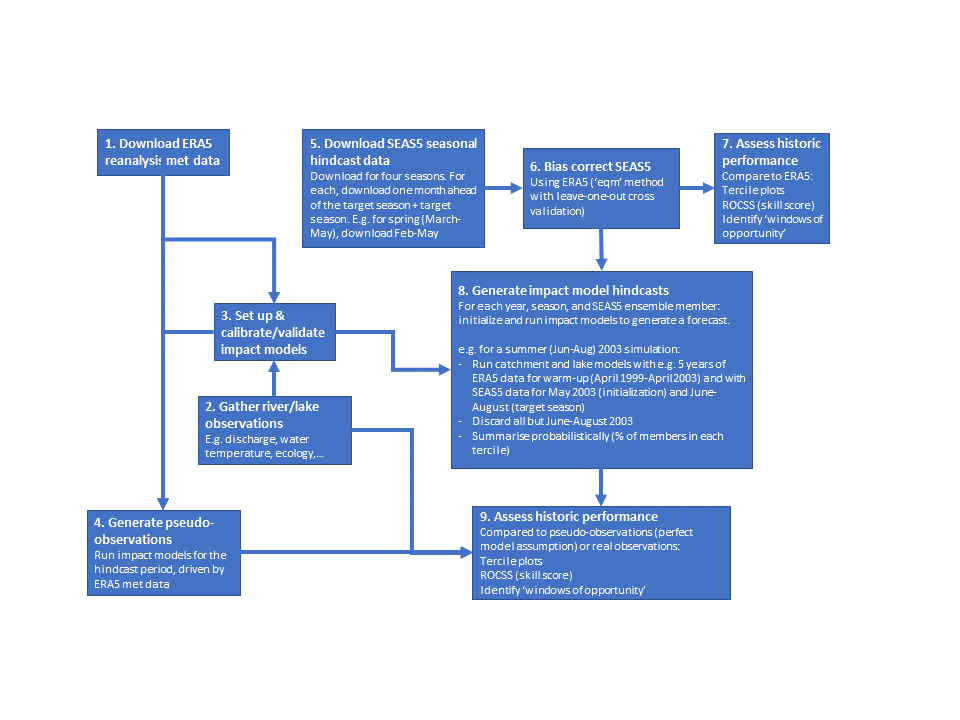 1. Download ERA5
reanalysis met data
5. Download SEAS5 seasonal
hindcast data
Download for four seasons. For
each, download one month ahead
of the target season + target
season. E.g. for spring (March-
May), download Feb-May
6. Bias correct SEAS5
Using ERA5 ('eqm' method
with leave-one-out cross
validation)
7. Assess historic
performance
Compare to ERA5:
Tercile plots
ROCSS (skill score)
Identify 'windows of
opportunity'
3. Set up &
calibrate/validate
impact models
8. Generate impact model hindcasts
For each year, season, and SEAS5 ensemble member:
initialize and run impact models to generate a forecast.
e.g. for a summer (Jun-Aug) 2003 simulation:
- Run catchment and lake models with e.g. 5 years of
ERA5 data for warm-up (April 1999-April 2003) and with
SEAS5 data for May 2003 (initialization) and June-
August (target season)
- Discard all but June-August 2003
- Summarise probabilistically (% of members in each
tercile)
2. Gather river/lake
observations
E.g. discharge, water
temperature, ecology,...
4. Generate pseudo-
observations
Run impact models for the
hindcast period, driven by
ERA5 met data
9. Assess historic performance
Compared to pseudo-observations (perfect
model assumption) or real observations:
Tercile plots
ROCSS (skill score)
Identify 'windows of opportunity'